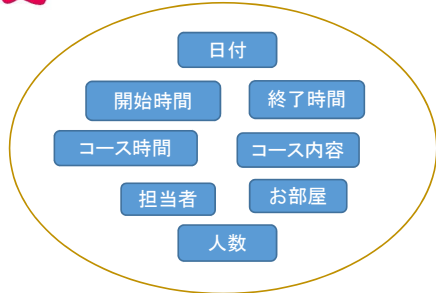 日付
開始時間
終了時間
コース時間
コース内容
担当者
お部屋
人数